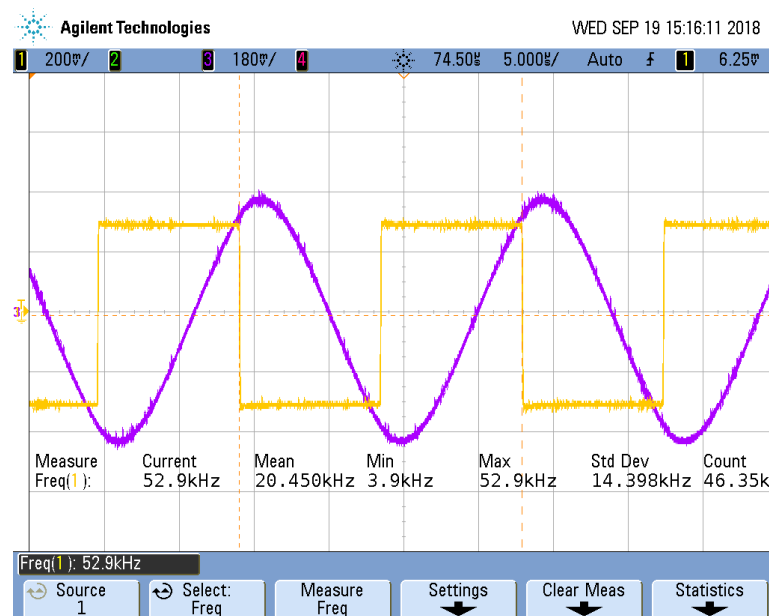 Agilent Technologies WED SEP 19 15:16:11 2018
1 200mV/ 2 3 180mV/ 4 74.50µs 5.000µs/ Auto 1 6.25mV
3
Measure Current Mean Min Max Std Dev Count
Freq(1): 52.9kHz 20.450kHz 3.9kHz 52.9kHz 14.398kHz 46.35k
Freq(1): 52.9kHz
Source Select: Measure Settings Clear Meas Statistics
1 Freq Freq